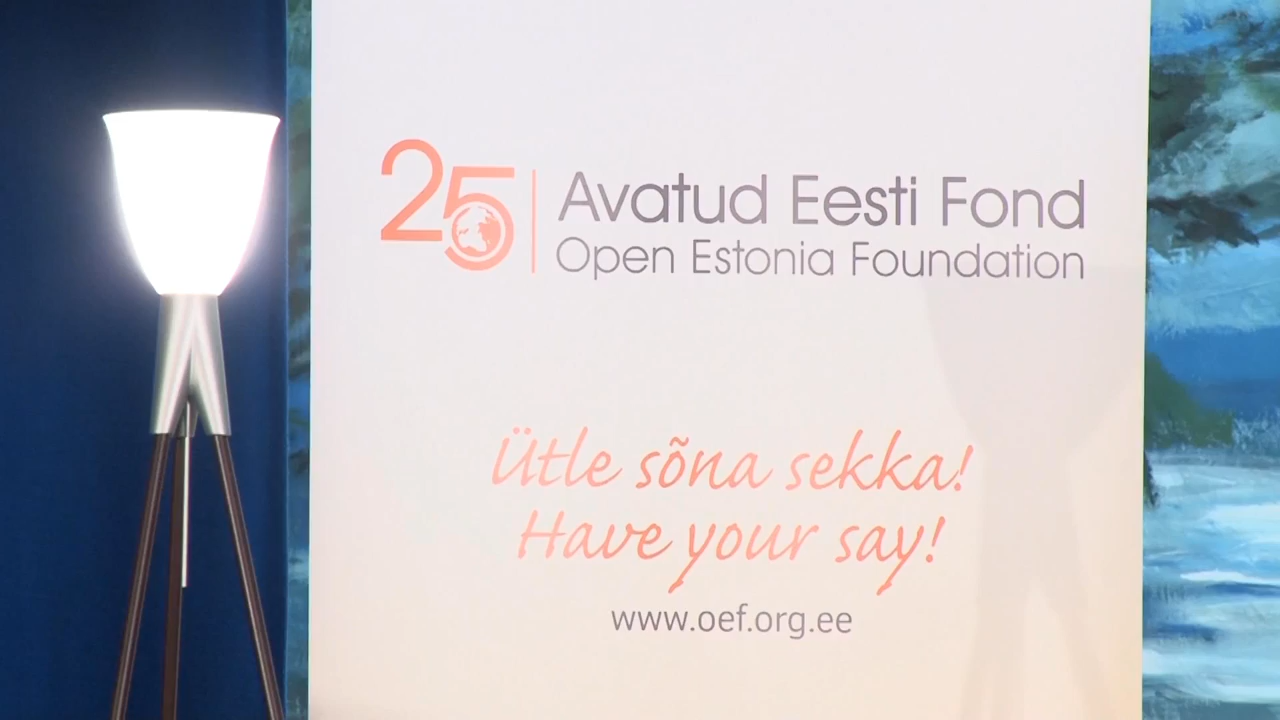 25
Avatud Eesti Fond
Open Estonia Foundation
Ütle sõna sekka!
Have your say!
www.oef.org.ee